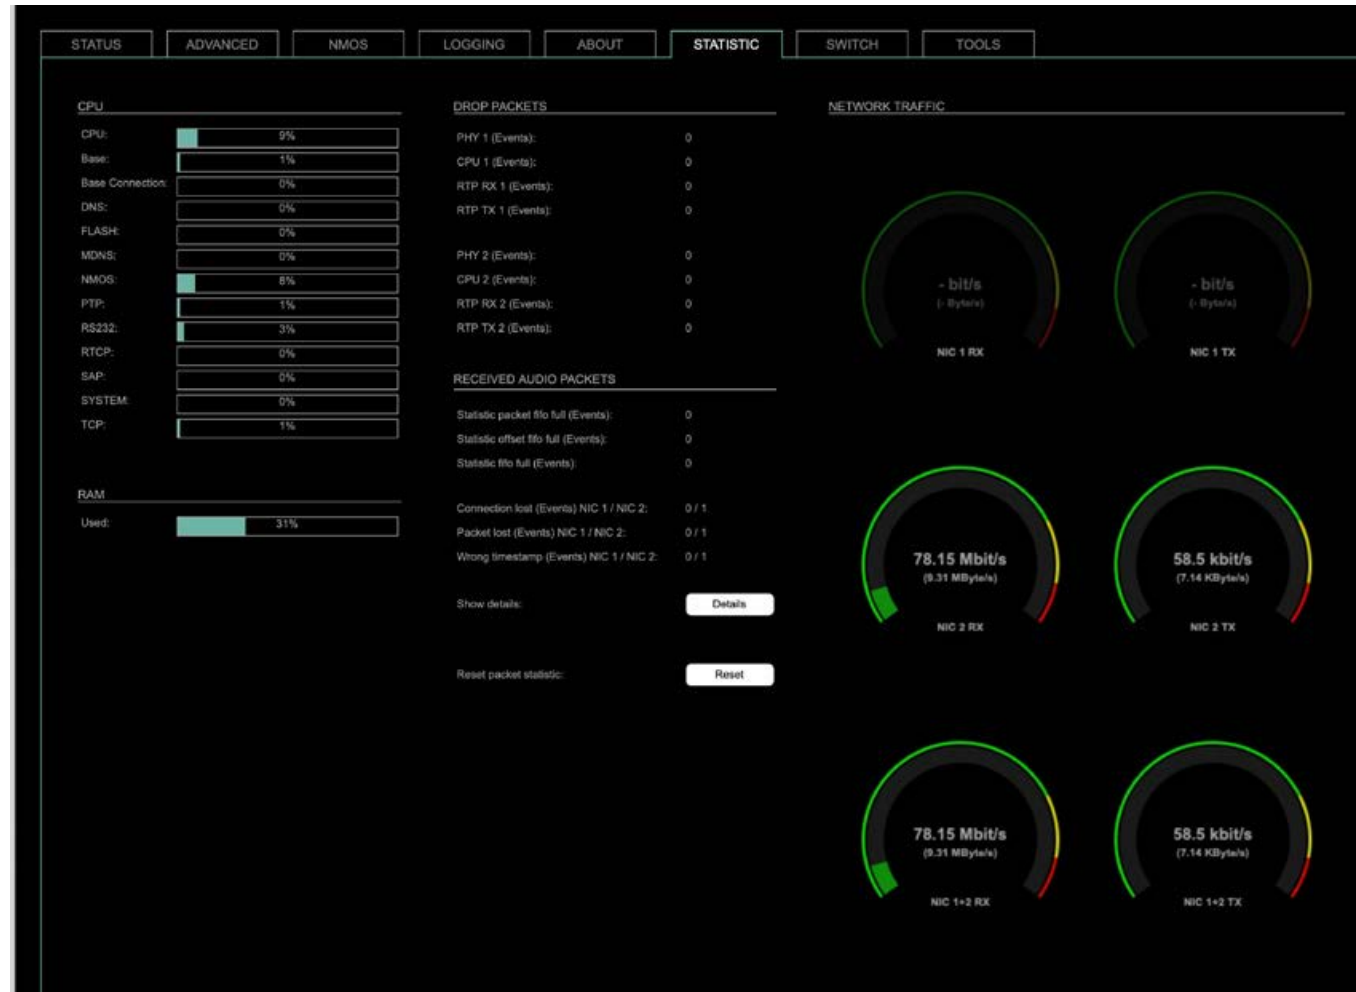 STATUS ADVANCED NMOS LOGGING ABOUT STATISTIC SWITCH TOOLS
CPU
CPU: 9%
Base: 1%
Base Connection: 0%
DNS: 0%
FLASH: 0%
MDNS: 0%
NMOS: 8%
PTP: 1%
RS232: 3%
RTCP: 0%
SAP: 0%
SYSTEM: 0%
TCP: 1%
RAM
Used: 31%
DROP PACKETS
PHY 1 (Events): 0
CPU 1 (Events): 0
RTP RX 1 (Events): 0
RTP TX 1 (Events): 0
PHY 2 (Events): 0
CPU 2 (Events): 0
RTP RX 2 (Events): 0
RTP TX 2 (Events): 0
RECEIVED AUDIO PACKETS
Statistic packet fifo full (Events): 0
Statistic offset fifo full (Events): 0
Statistic fifo full (Events): 0
Connection lost (Events) NIC 1 / NIC 2: 0 / 1
Packet lost (Events) NIC 1 / NIC 2: 0 / 1
Wrong timestamp (Events) NIC 1 / NIC 2: 0 / 1
Show details: Details
Reset packet statistic: Reset
NETWORK TRAFFIC
- bit/s
(- Byte/s)
NIC 1 RX
- bit/s
(- Byte/s)
NIC 1 TX
78.15 Mbit/s
(9.31 MByte/s)
NIC 2 RX
58.5 kbit/s
(7.14 KByte/s)
NIC 2 TX
78.15 Mbit/s
(9.31 MByte/s)
NIC 1+2 RX
58.5 kbit/s
(7.14 KByte/s)
NIC 1+2 TX